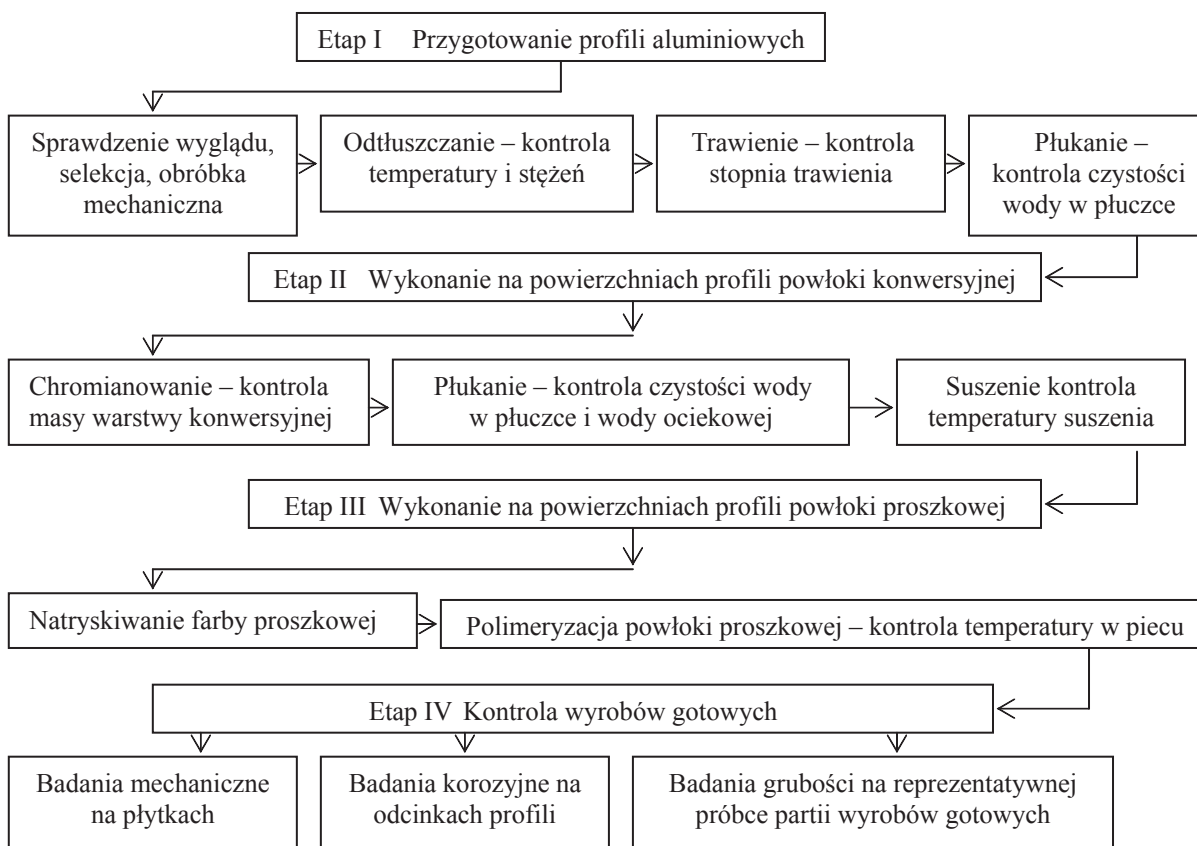 Etap I Przygotowanie profili aluminiowych
Sprawdzenie wyglądu,
selekcja, obróbka
mechaniczna
Odtłuszczanie – kontrola
temperatury i stężeń
Trawienie – kontrola
stopnia trawienia
Płukanie –
kontrola czystości
wody w płuczce
Etap II Wykonanie na powierzchniach profili powłoki konwersyjnej
Chromianowanie – kontrola
masy warstwy konwersyjnej
Płukanie – kontrola czystości wody
w płuczce i wody ociekowej
Suszenie kontrola
temperatury suszenia
Etap III Wykonanie na powierzchniach profili powłoki proszkowej
Natryskiwanie farby proszkowej
Polimeryzacja powłoki proszkowej – kontrola temperatury w piecu
Etap IV Kontrola wyrobów gotowych
Badania mechaniczne
na płytkach
Badania korozyjne na
odcinkach profili
Badania grubości na reprezentatywnej
próbce partii wyrobów gotowych